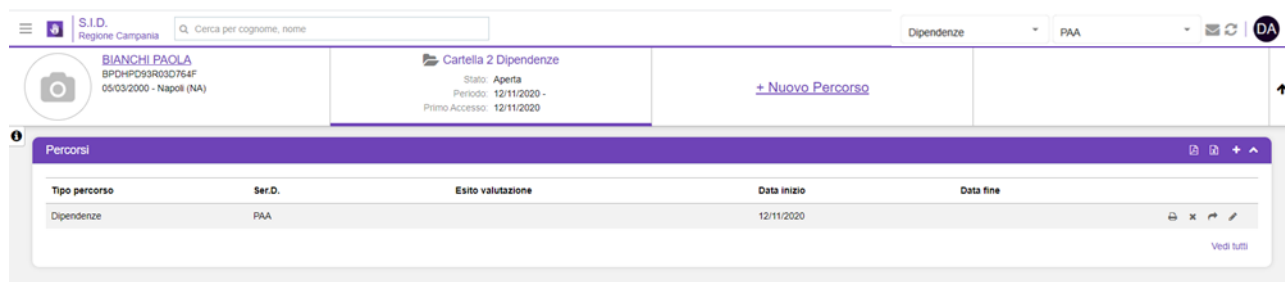 S.I.D.
Regione Campania
Cerca per cognome, nome
Dipendenze
PAA
DA
BIANCHI PAOLA
BPDHPD93R03D764F
05/03/2000 - Napoli (NA)
Cartella 2 Dipendenze
Stato: Aperta
Periodo: 12/11/2020 -
Primo Accesso: 12/11/2020
+ Nuovo Percorso
Percorsi
Tipo percorso Ser.D. Esito valutazione Data inizio Data fine
Dipendenze PAA 12/11/2020
Vedi tutti